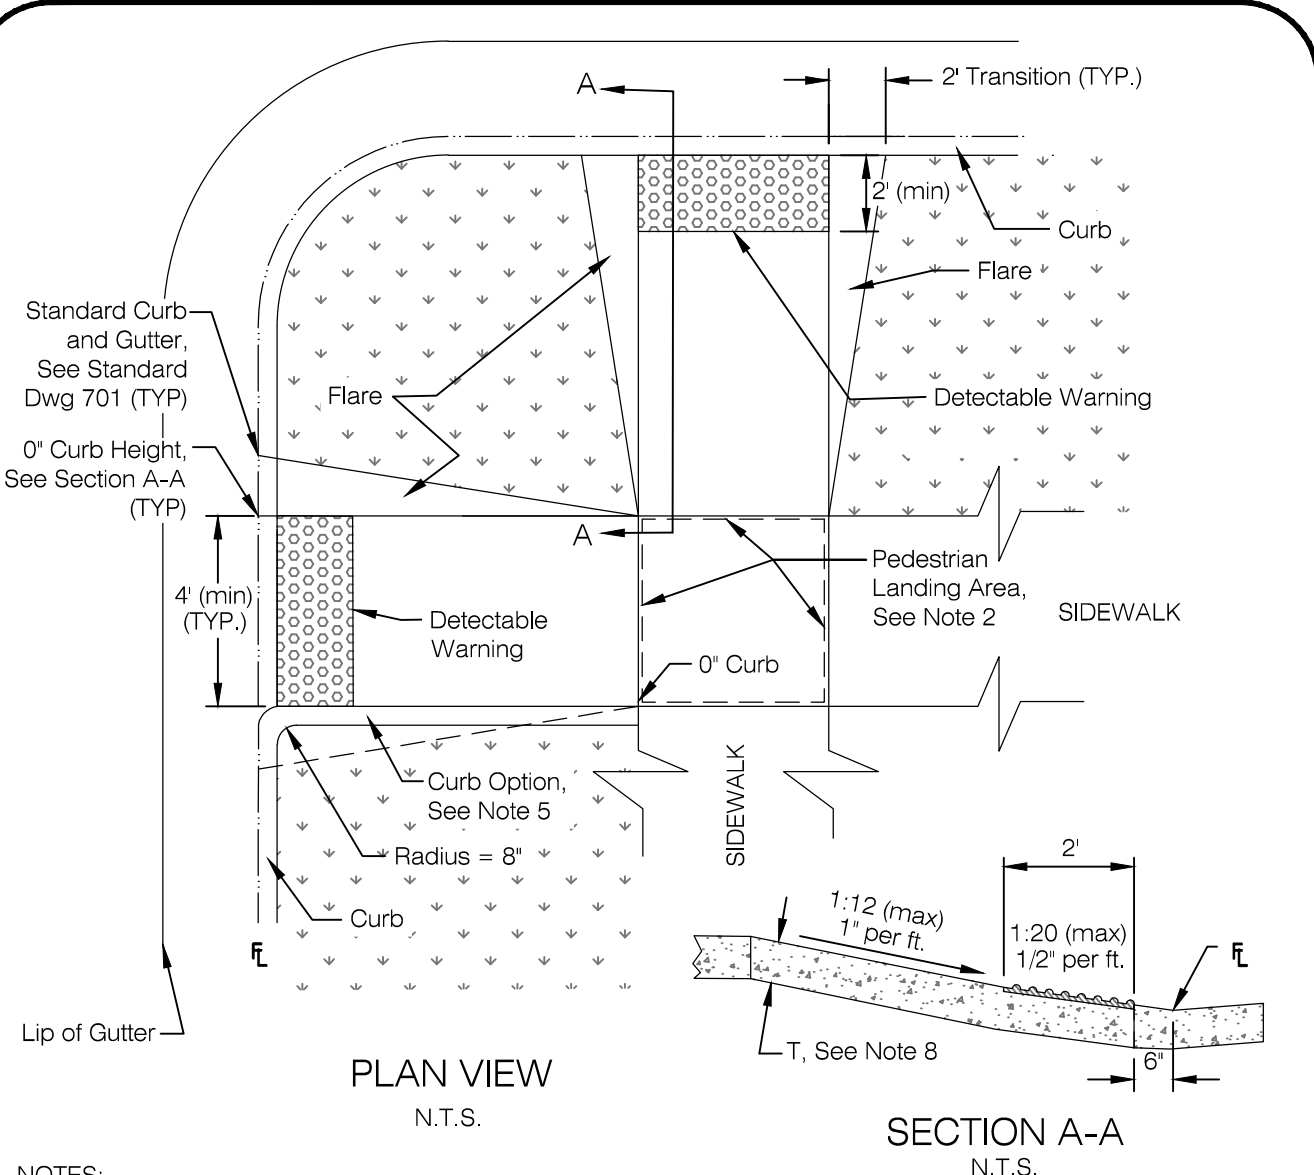 A
2' Transition (TYP.)
2' (min)
Curb
Flare
Standard Curb
and Gutter,
See Standard
Dwg 701 (TYP)
Flare
Detectable Warning
0" Curb Height,
See Section A-A
(TYP)
A
Pedestrian
Landing Area,
See Note 2
4' (min)
(TYP.)
SIDEWALK
Detectable
Warning
0" Curb
SIDEWALK
Curb Option,
See Note 5
Radius = 8"
Curb
FL
2'
1:12 (max)
1" per ft.
1:20 (max)
1/2" per ft.
FL
Lip of Gutter
T, See Note 8
6"
PLAN VIEW
N.T.S.
SECTION A-A
N.T.S.
NOTES: